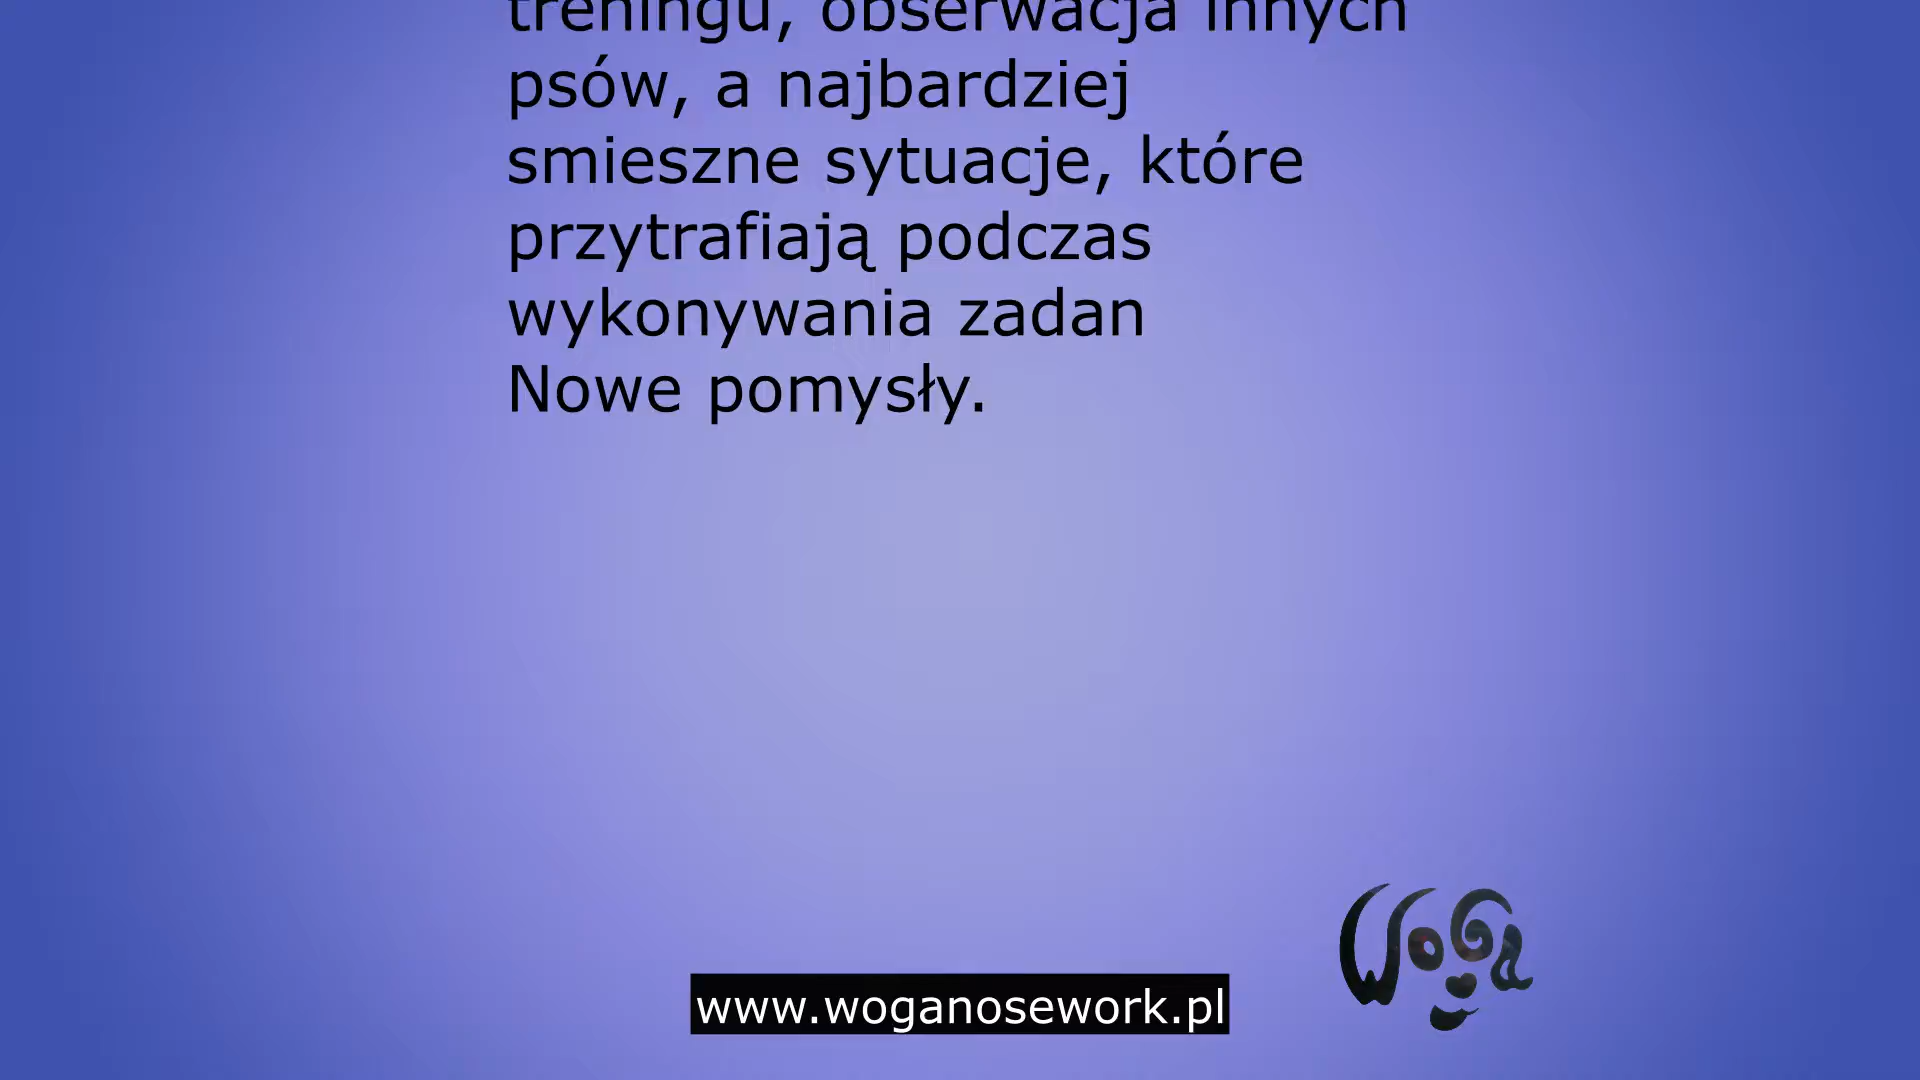 treningu, obserwacja innych
psów, a najbardziej
smieszne sytuacje, które
przytrafiają podczas
wykonywania zadan
Nowe pomysły.
www.woganosework.pl
WoGa